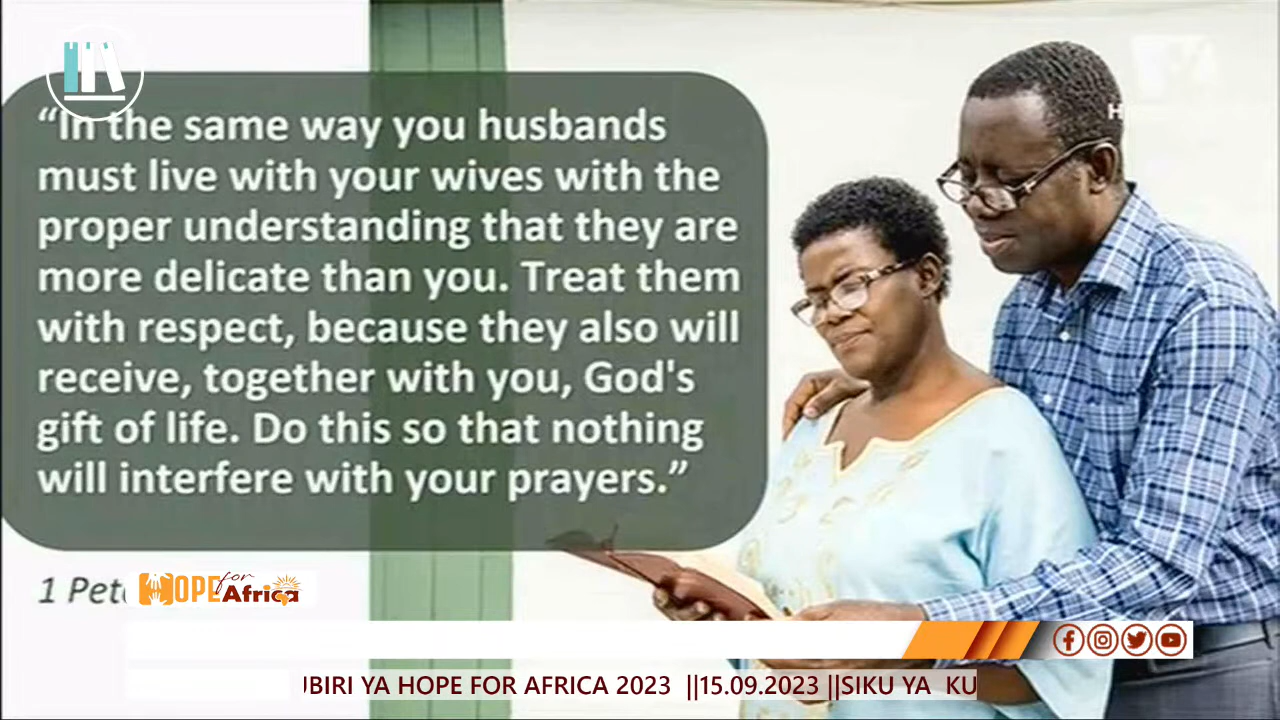 “In the same way you husbands
must live with your wives with the
proper understanding that they are
more delicate than you. Treat them
with respect, because they also will
receive, together with you, God's
gift of life. Do this so that nothing
will interfere with your prayers.”
1
HOPE for Africa
YA HOPE FOR AFRICA 2023 ||15.09.2023 ||SIKU YA